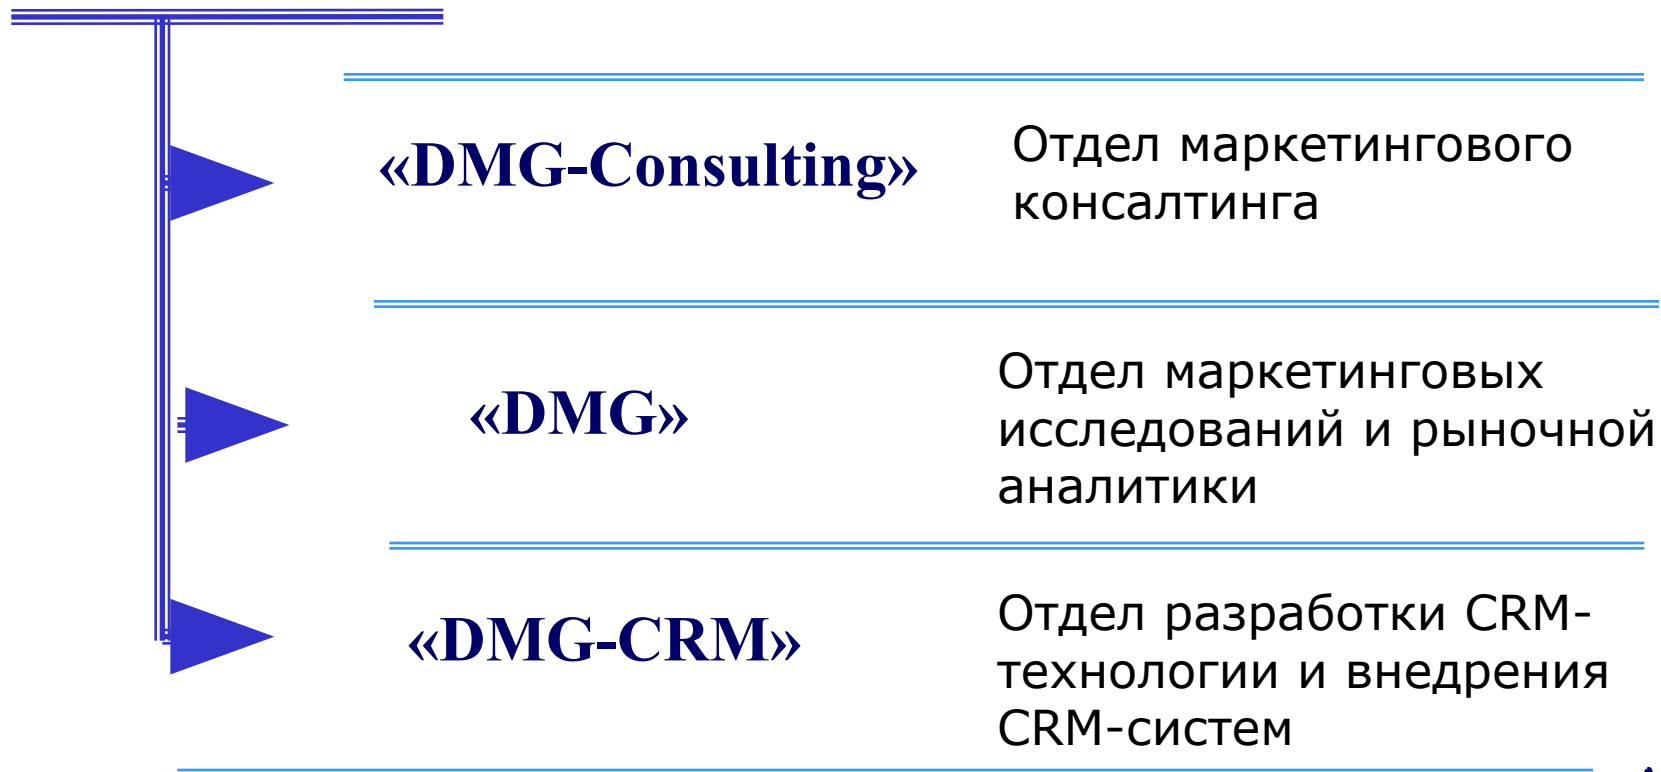 «DMG-Consulting»
Отдел маркетингового
консалтинга
«DMG»
Отдел маркетинговых
исследований и рыночной
аналитики
«DMG-CRM»
Отдел разработки CRM-
технологии и внедрения
CRM-систем